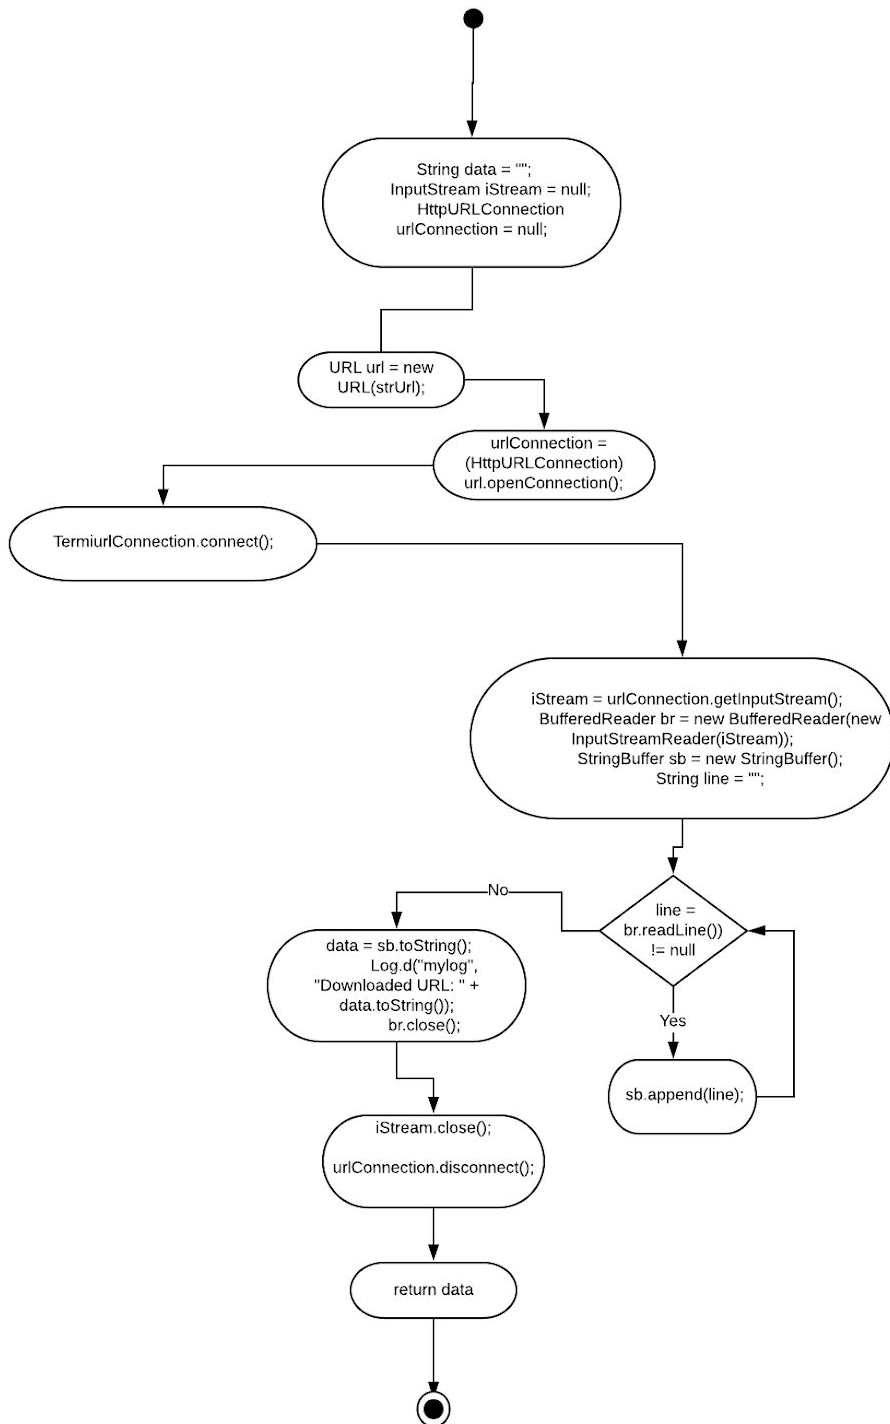 String data = "";
InputStream iStream = null;
HttpURLConnection
urlConnection = null;
URL url = new
URL(strUrl);
urlConnection =
(HttpURLConnection)
url.openConnection();
TermiurlConnection.connect();
iStream = urlConnection.getInputStream();
BufferedReader br = new BufferedReader(new
InputStreamReader(iStream));
StringBuffer sb = new StringBuffer();
String line = "";
line =
br.readLine())
!= null
No
Yes
data = sb.toString();
Log.d("mylog",
"Downloaded URL: " +
data.toString());
br.close();
sb.append(line);
iStream.close();
urlConnection.disconnect();
return data